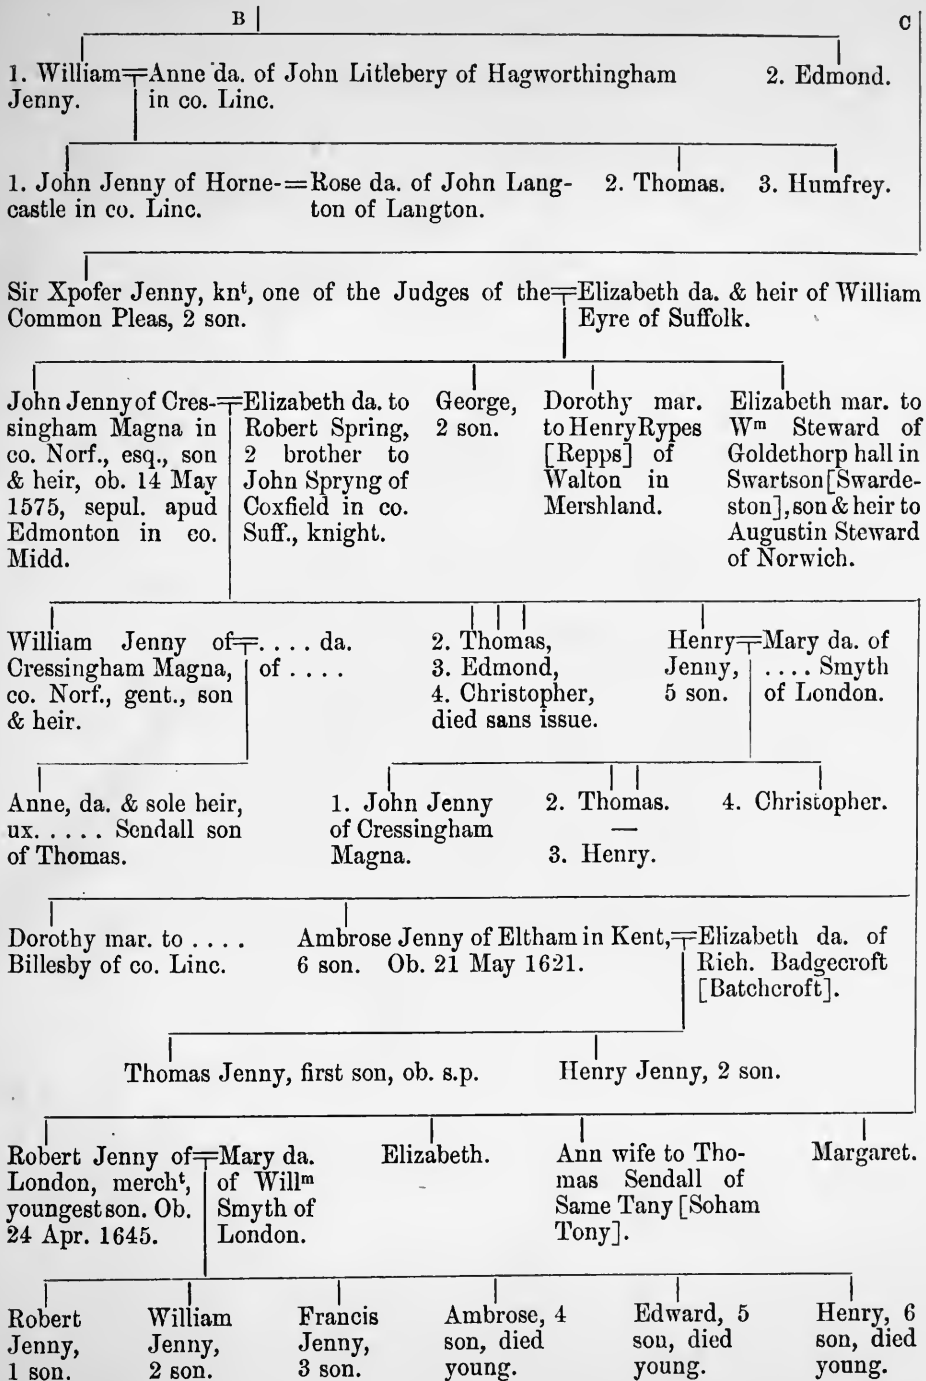 B
C
1. William=Anne da. of John Litlebery of Hagworthingham
Jenny. in co. Linc.
2. Edmond.
1. John Jenny of Horne-=Rose da. of John Lang-
castle in co. Linc. ton of Langton.
2. Thomas.
3. Humfrey.
Sir Xpofer Jenny, knt, one of the Judges of the=Elizabeth da. & heir of William
Common Pleas, 2 son. Eyre of Suffolk.
John Jenny of Cres-
singham Magna in
co. Norf., esq., son
& heir, ob. 14 May
1575, sepul. apud
Edmonton in co.
Midd.
=Elizabeth da. to
Robert Spring,
2 brother to
John Spryng of
Coxfield in co.
Suff., knight.
George,
2 son.
Dorothy mar.
to Henry Rypes
[Repps] of
Walton in
Mershland.
Elizabeth mar. to
Wm Steward of
Goldethorp hall in
Swartson [Swarde-
ston], son & heir to
Augustin Steward
of Norwich.
William Jenny of
Cressingham Magna,
co. Norf., gent., son
& heir.
=.... da.
of ....
2. Thomas,
3. Edmond,
4. Christopher,
died sans issue.
Henry
Jenny,
5 son.
=Mary da. of
.... Smyth
of London.
Anne, da. & sole heir,
ux. .... Sendall son
of Thomas.
1. John Jenny
of Cressingham
Magna.
2. Thomas.
—
3. Henry.
4. Christopher.
Dorothy mar. to ....
Billesby of co. Linc.
Ambrose Jenny of Eltham in Kent,
6 son. Ob. 21 May 1621.
=Elizabeth da. of
Rich. Badgecroft
[Batchcroft].
Thomas Jenny, first son, ob. s.p.
Henry Jenny, 2 son.
Robert Jenny of
London, mercht,
youngest son. Ob.
24 Apr. 1645.
=Mary da.
of Willm
Smyth of
London.
Elizabeth.
Ann wife to Tho-
mas Sendall of
Same Tany [Soham
Tony].
Margaret.
Robert
Jenny,
1 son.
William
Jenny,
2 son.
Francis
Jenny,
3 son.
Ambrose, 4
son, died
young.
Edward, 5
son, died
young.
Henry, 6
son, died
young.